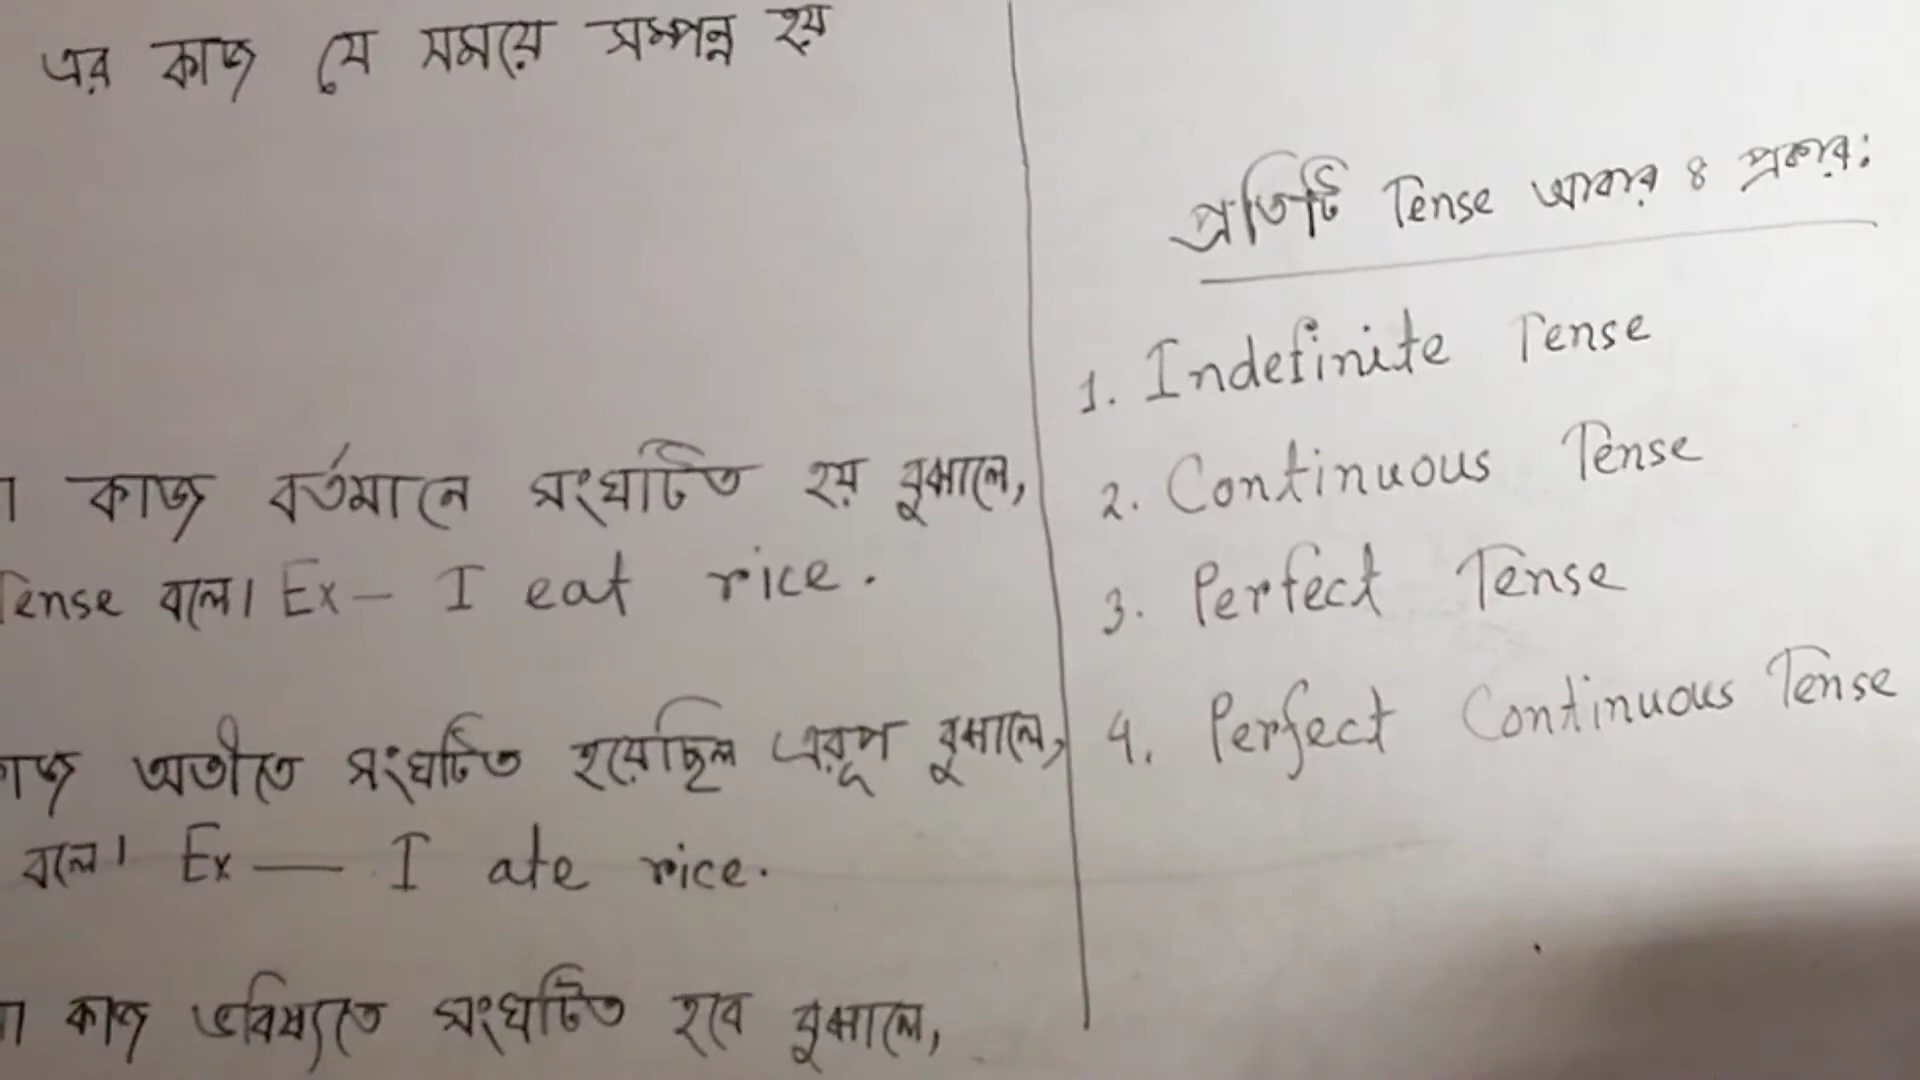 এর কাজ যে সময়ে সম্পন্ন হয়
কাজ বর্তমানে সংঘটিত হয় বুঝালে,
Tense বলে। Ex – I eat rice.
কাজ অতীতে সংঘটিত হয়েছিল এরূপ বুঝালে,
বলে। Ex — I ate rice.
কাজ ভবিষ্যতে সংঘটিত হবে বুঝালে,
প্রতিটি Tense আবার ৪ প্রকার:
1. Indefinite Tense
2. Continuous Tense
3. Perfect Tense
4. Perfect Continuous Tense